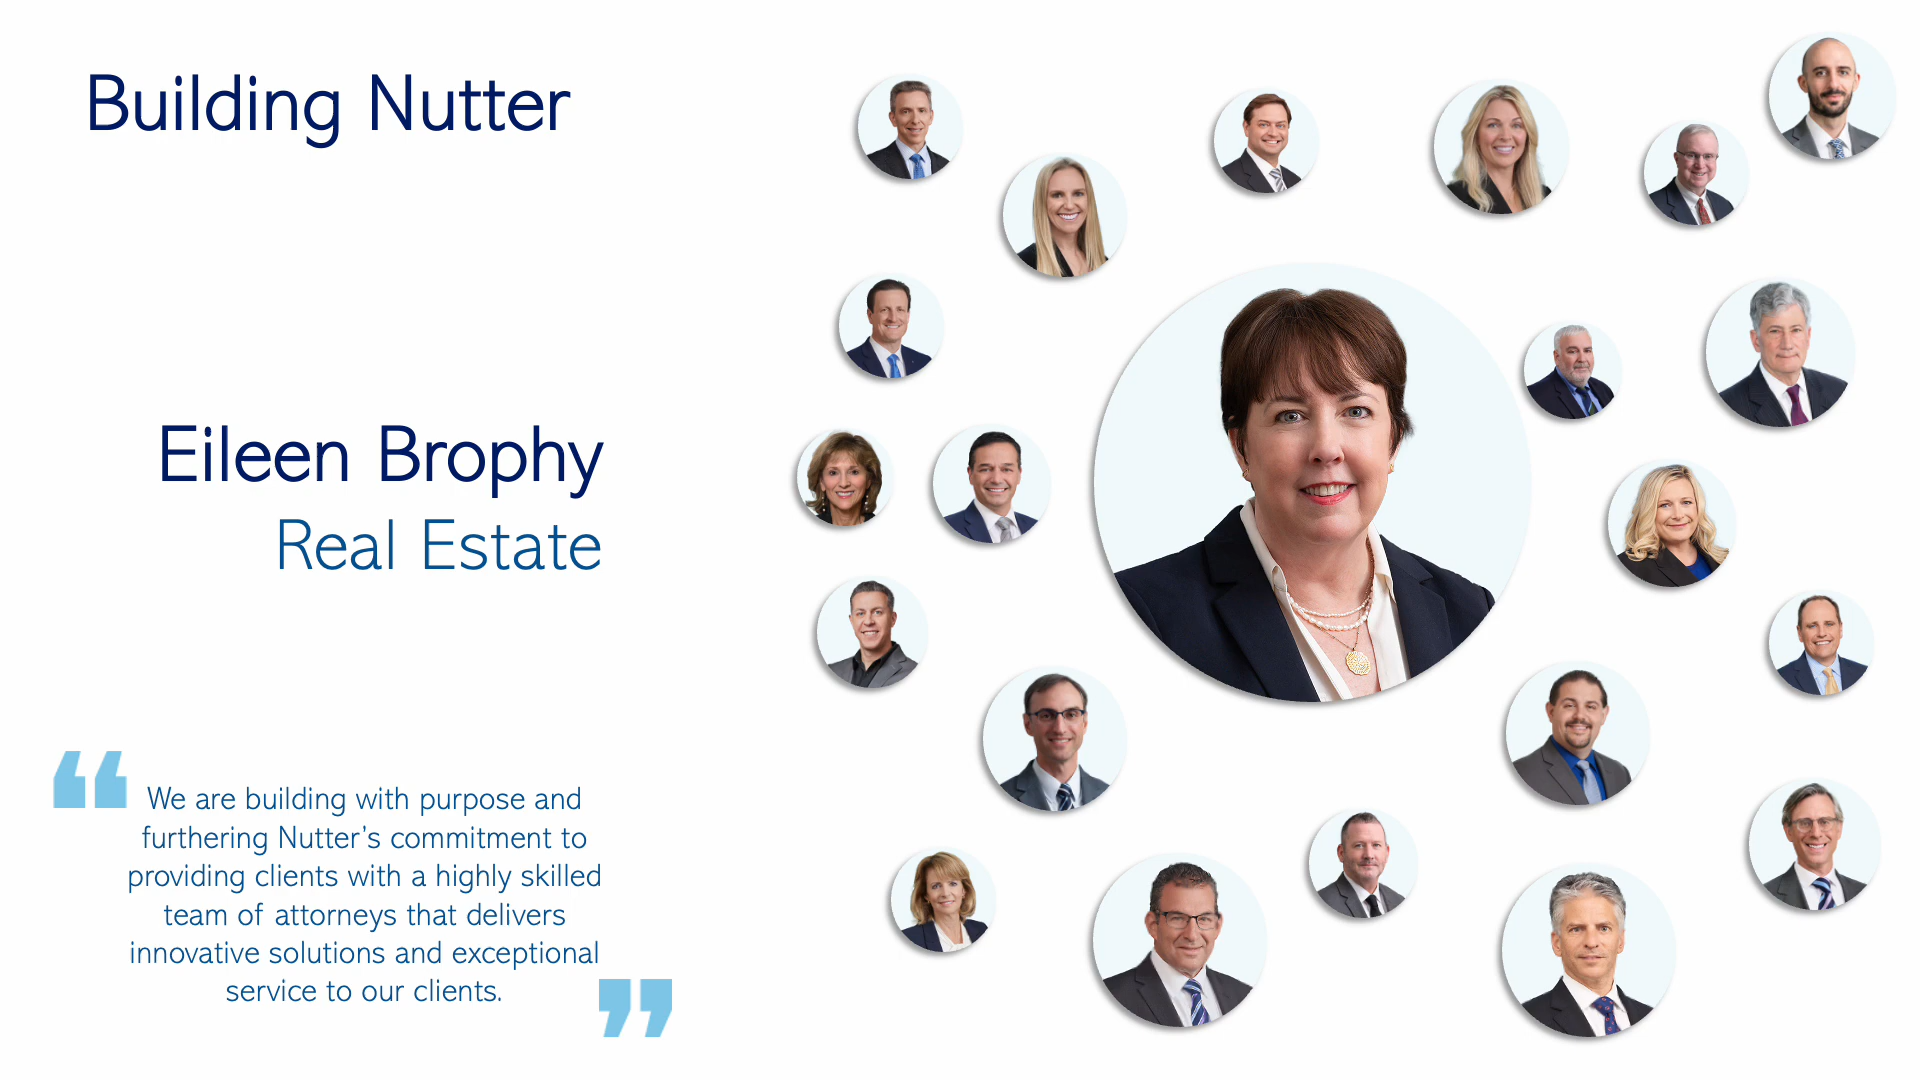 Building Nutter
Eileen Brophy
Real Estate
“ We are building with purpose and
furthering Nutter’s commitment to
providing clients with a highly skilled
team of attorneys that delivers
innovative solutions and exceptional
service to our clients. ”